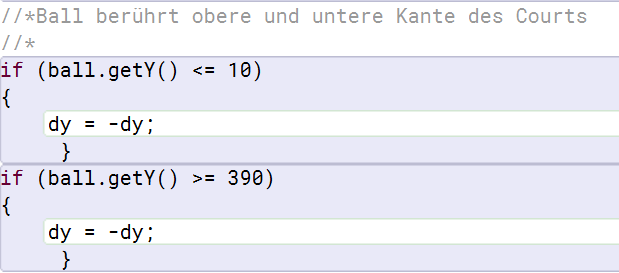 //*Ball berührt obere und untere Kante des Courts
//*
if (ball.getY() <= 10)
{
    dy = -dy;
     }
if (ball.getY() >= 390)
{
    dy = -dy;
     }